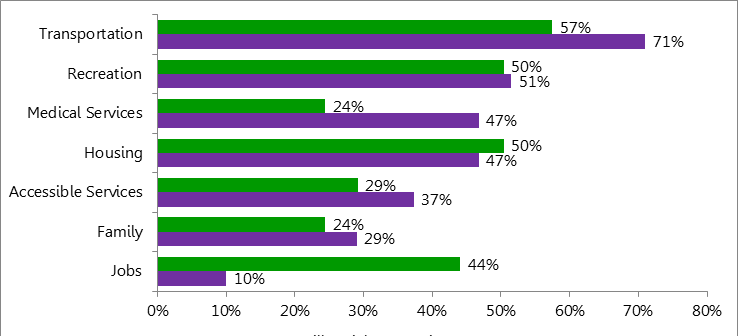 Transportation
57%
71%
Recreation
50%
51%
Medical Services
24%
47%
Housing
50%
47%
Accessible Services
29%
37%
Family
24%
29%
Jobs
44%
10%
0% 10% 20% 30% 40% 50% 60% 70% 80%